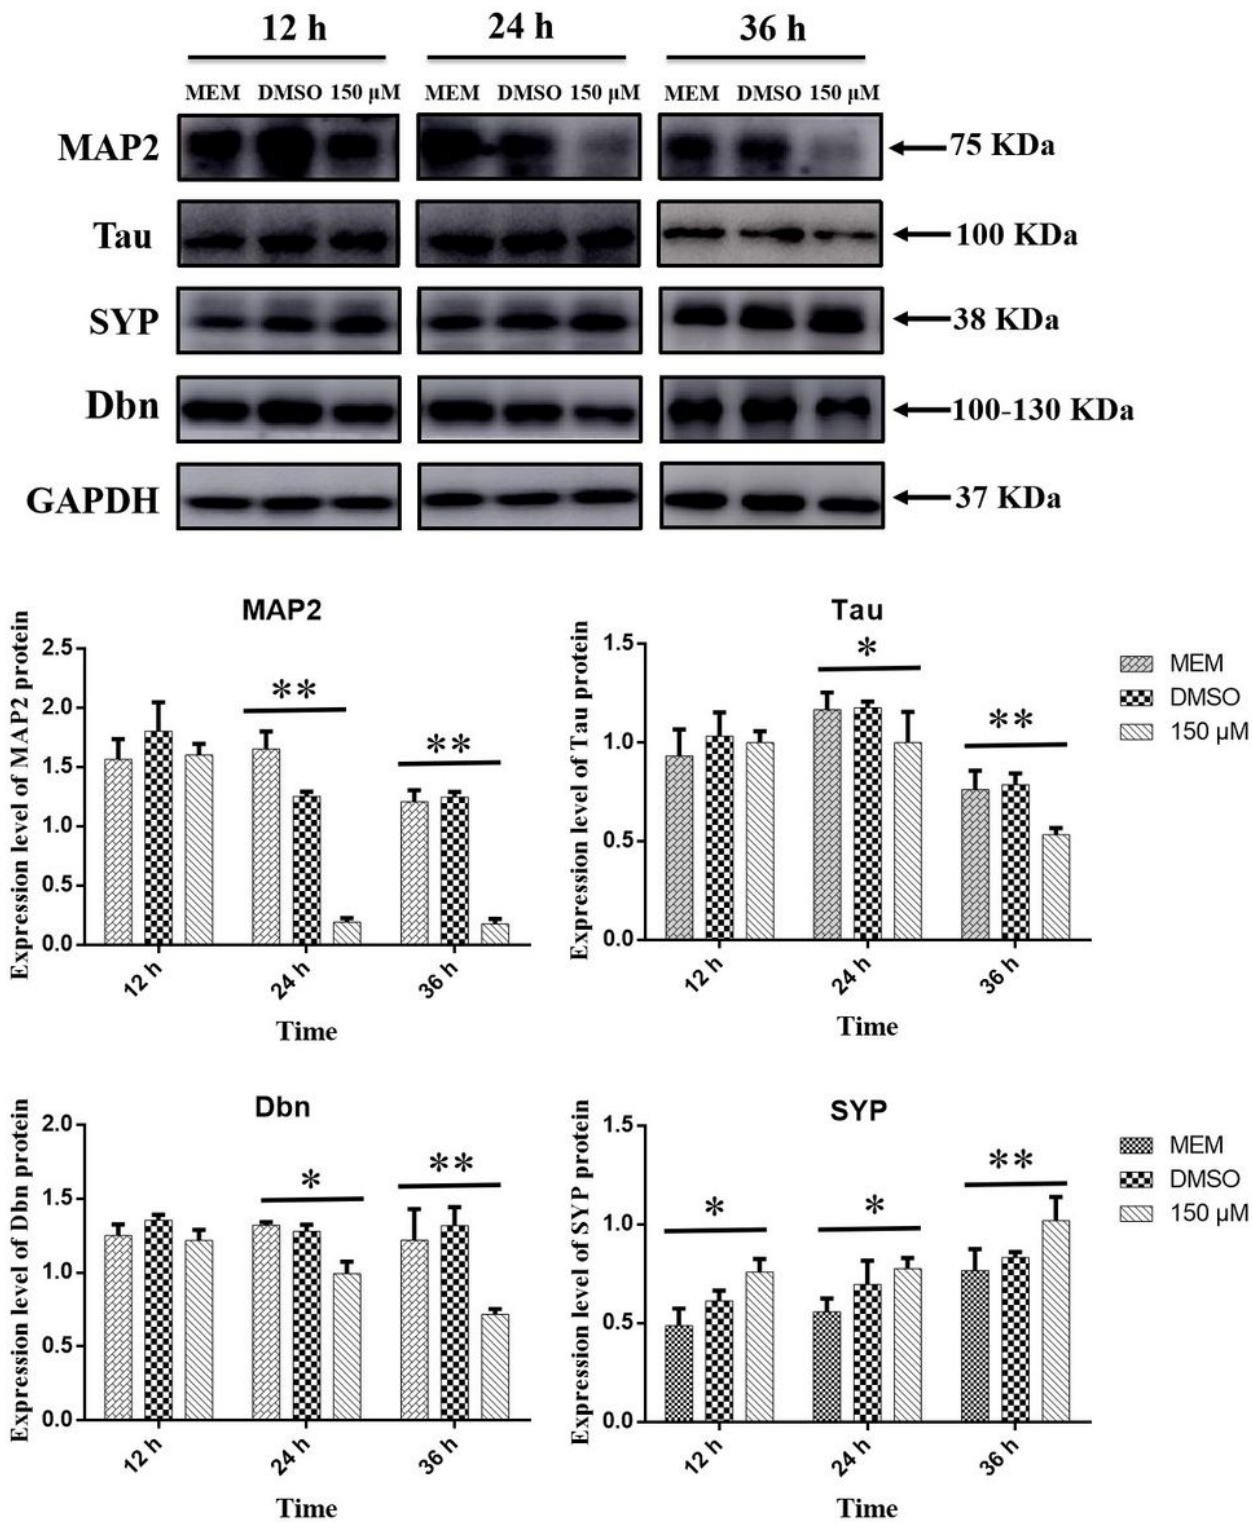 12 h 24 h 36 h
MEM DMSO 150 μM MEM DMSO 150 μM MEM DMSO 150 μM
MAP2 75 KDa
Tau 100 KDa
SYP 38 KDa
Dbn 100-130 KDa
GAPDH 37 KDa
MAP2
Expression level of MAP2 protein
2.5
2.0
1.5
1.0
0.5
0.0
** **
12 h 24 h 36 h
Time
Tau
Expression level of Tau protein
1.5
1.0
0.5
0.0
* **
12 h 24 h 36 h
Time
MEM
DMSO
150 μM
Dbn
Expression level of Dbn protein
2.0
1.5
1.0
0.5
0.0
* **
12 h 24 h 36 h
Time
SYP
Expression level of SYP protein
1.5
1.0
0.5
0.0
* * **
12 h 24 h 36 h
Time
MEM
DMSO
150 μM